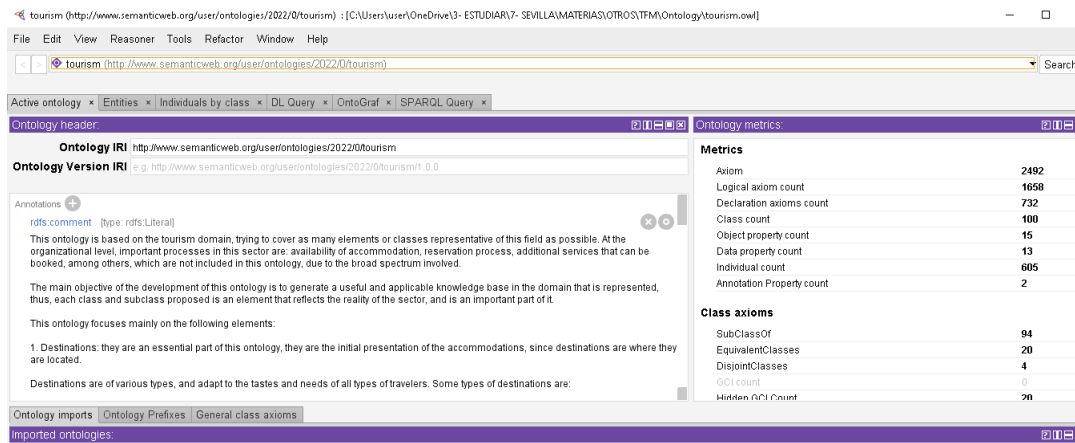 tourism (http://www.semanticweb.org/user/ontologies/2022/0/tourism) : [C:\Users\user\OneDrive\3- ESTUDIAR\7- SEVILLA\MATERIAS\OTROS\TFM\Ontology\tourism.owl]
File Edit View Reasoner Tools Refactor Window Help
< > tourism (http://www.semanticweb.org/user/ontologies/2022/0/tourism) Search
Active ontology × Entities × Individuals by class × DL Query × OntoGraf × SPARQL Query ×
Ontology header:
Ontology IRI http://www.semanticweb.org/user/ontologies/2022/0/tourism
Ontology Version IRI e.g. http://www.semanticweb.org/user/ontologies/2022/0/tourism/1.0.0
Annotations
rdfs:comment [type: rdfs:Literal]
This ontology is based on the tourism domain, trying to cover as many elements or classes representative of this field as possible. At the
organizational level, important processes in this sector are: availability of accommodation, reservation process, additional services that can be
booked, among others, which are not included in this ontology, due to the broad spectrum involved.
The main objective of the development of this ontology is to generate a useful and applicable knowledge base in the domain that is represented,
thus, each class and subclass proposed is an element that reflects the reality of the sector, and is an important part of it.
This ontology focuses mainly on the following elements:
1. Destinations: they are an essential part of this ontology, they are the initial presentation of the accommodations, since destinations are where they
are located.
Destinations are of various types, and adapt to the tastes and needs of all types of travelers. Some types of destinations are:
Ontology metrics:
Metrics
Axiom 2492
Logical axiom count 1658
Declaration axioms count 732
Class count 100
Object property count 15
Data property count 13
Individual count 605
Annotation Property count 2
Class axioms
SubClassOf 94
EquivalentClasses 20
DisjointClasses 4
GCI count 0
Hidden GCI Count 20
Ontology imports Ontology Prefixes General class axioms
Imported ontologies: